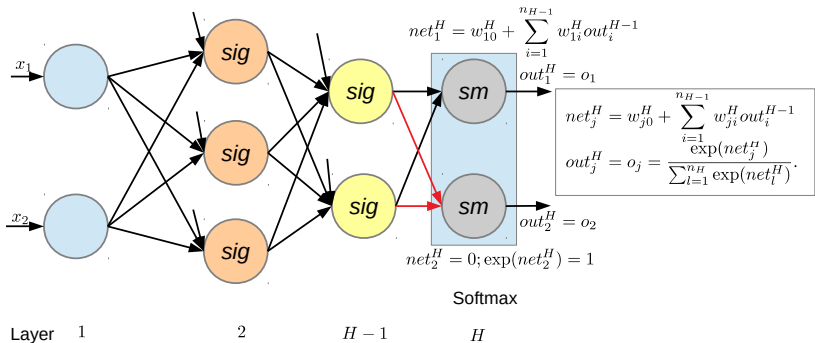 net_1^H = w_{10}^H + \sum_{i=1}^{n_{H-1}} w_{1i}^H out_i^{H-1}
x_1
sig
sig
sm
out_1^H = o_1
net_j^H = w_{j0}^H + \sum_{i=1}^{n_{H-1}} w_{ji}^H out_i^{H-1}
out_j^H = o_j = \frac{\exp(net_j^H)}{\sum_{l=1}^{n_H} \exp(net_l^H)}.
sig
x_2
sig
sig
sm
out_2^H = o_2
net_2^H = 0; \exp(net_2^H) = 1
Softmax
Layer 1 2 H − 1 H